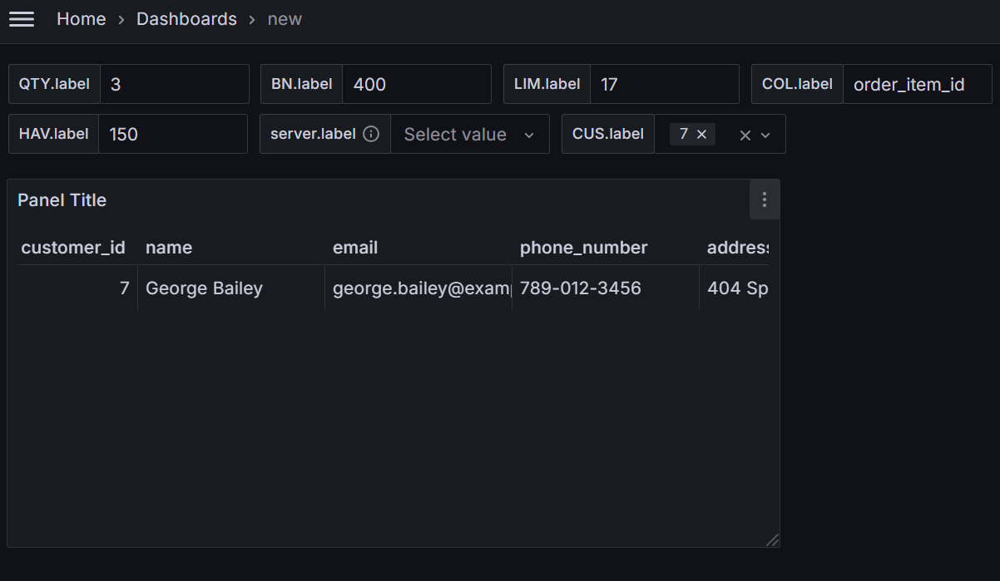 Home › Dashboards › new
QTY.label 3 BN.label 400 LIM.label 17 COL.label order_item_id
HAV.label 150 server.label Select value CUS.label 7
Panel Title
customer_id name email phone_number address
7 George Bailey george.bailey@exam 789-012-3456 404 Sp